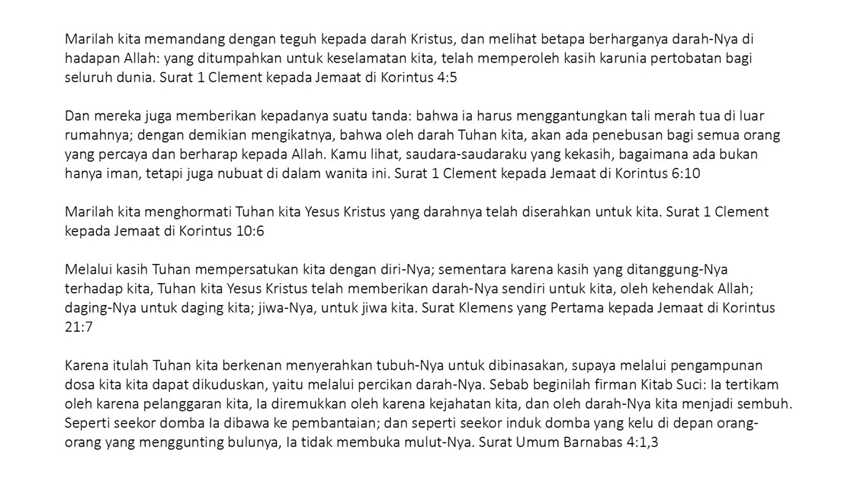 Marilah kita memandang dengan teguh kepada darah Kristus, dan melihat betapa berharganya darah-Nya di
hadapan Allah: yang ditumpahkan untuk keselamatan kita, telah memperoleh kasih karunia pertobatan bagi
seluruh dunia. Surat 1 Clement kepada Jemaat di Korintus 4:5
Dan mereka juga memberikan kepadanya suatu tanda: bahwa ia harus menggantungkan tali merah tua di luar
rumahnya; dengan demikian mengikatnya, bahwa oleh darah Tuhan kita, akan ada penebusan bagi semua orang
yang percaya dan berharap kepada Allah. Kamu lihat, saudara-saudaraku yang kekasih, bagaimana ada bukan
hanya iman, tetapi juga nubuat di dalam wanita ini. Surat 1 Clement kepada Jemaat di Korintus 6:10
Marilah kita menghormati Tuhan kita Yesus Kristus yang darahnya telah diserahkan untuk kita. Surat 1 Clement
kepada Jemaat di Korintus 10:6
Melalui kasih Tuhan mempersatukan kita dengan diri-Nya; sementara karena kasih yang ditanggung-Nya
terhadap kita, Tuhan kita Yesus Kristus telah memberikan darah-Nya sendiri untuk kita, oleh kehendak Allah;
daging-Nya untuk daging kita; jiwa-Nya, untuk jiwa kita. Surat Klemens yang Pertama kepada Jemaat di Korintus
21:7
Karena itulah Tuhan kita berkenan menyerahkan tubuh-Nya untuk dibinasakan, supaya melalui pengampunan
dosa kita kita dapat dikuduskan, yaitu melalui percikan darah-Nya. Sebab beginilah firman Kitab Suci: Ia tertikam
oleh karena pelanggaran kita, Ia diremukkan oleh karena kejahatan kita, dan oleh darah-Nya kita menjadi sembuh.
Seperti seekor domba Ia dibawa ke pembantaian; dan seperti seekor induk domba yang kelu di depan orang-
orang yang menggunting bulunya, Ia tidak membuka mulut-Nya. Surat Umum Barnabas 4:1,3